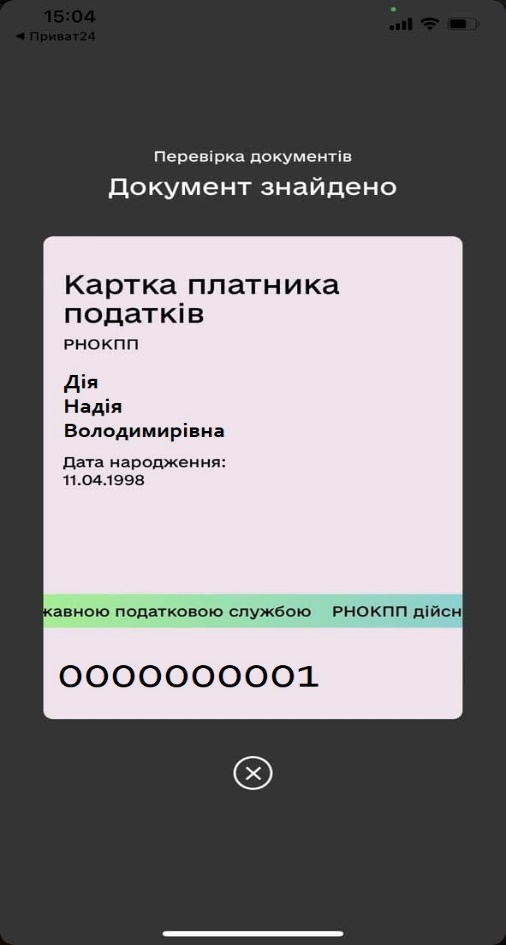 15:04
◀ Приват24
Перевірка документів
Документ знайдено
Картка платника
податків
РНОКПП
Дія
Надія
Володимирівна
Дата народження:
11.04.1998
жавною податковою службою РНОКПП дійсн
0000000001